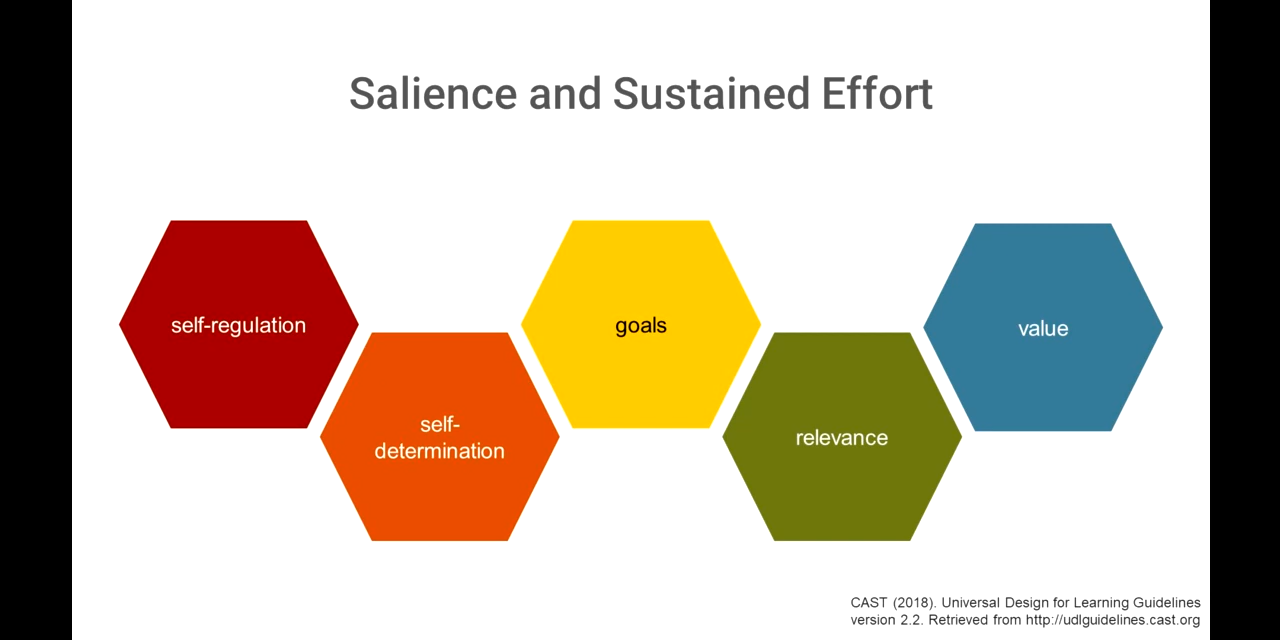 Salience and Sustained Effort
self-regulation
self-
determination
goals
relevance
value
CAST (2018). Universal Design for Learning Guidelines
version 2.2. Retrieved from http://udlguidelines.cast.org